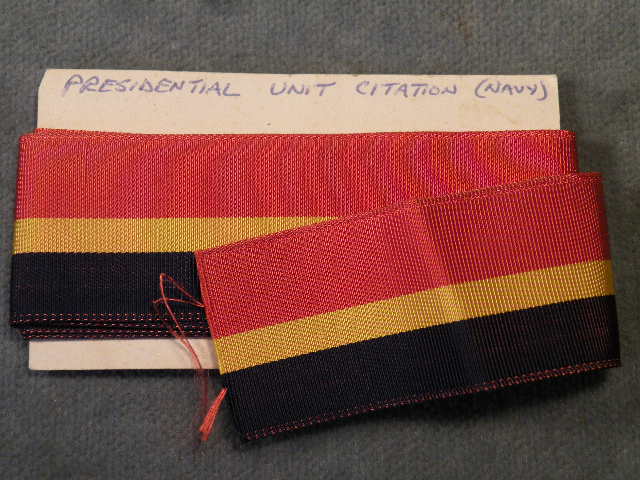 PRESIDENTIAL UNIT CITATION (NAVY)